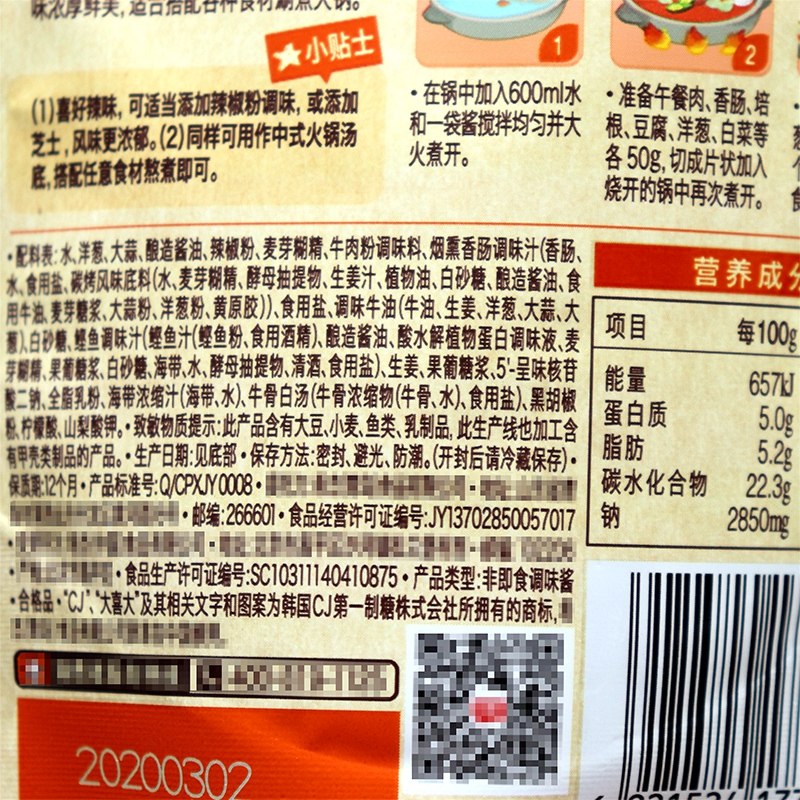 味浓厚鲜美,适合搭配各种食材涮煮火锅。
小贴士
(1)喜好辣味,可适当添加辣椒粉调味,或添加
芝士,风味更浓郁。(2)同样可用作中式火锅汤
底,搭配任意食材熬煮即可。
1
·在锅中加入600ml水
和一袋酱搅拌均匀并大
火煮开。
2
·准备午餐肉、香肠、培
根、豆腐、洋葱、白菜等
各50g,切成片状加入
烧开的锅中再次煮开。
·配料表:水、洋葱、大蒜、酿造酱油、辣椒粉、麦芽糊精、牛肉粉调味料、烟熏香肠调味汁(香肠、
水、食用盐、碳烤风味底料(水、麦芽糊精、酵母抽提物、生姜汁、植物油、白砂糖、酿造酱油、食
用牛油、麦芽糖浆、大蒜粉、洋葱粉、黄原胶))、食用盐、调味牛油(牛油、生姜、洋葱、大蒜、大
葱)、白砂糖、鲣鱼调味汁(鲣鱼汁(鲣鱼粉、食用酒精)、酿造酱油、酸水解植物蛋白调味液、麦
芽糊精、果葡糖浆、白砂糖、海带、水、酵母抽提物、清酒、食用盐)、生姜、果葡糖浆、5'-呈味核苷
酸二钠、全脂乳粉、海带浓缩汁(海带、水)、牛骨白汤(牛骨浓缩物(牛骨、水)、食用盐)、黑胡椒
粉、柠檬酸、山梨酸钾。·致敏物质提示:此产品含有大豆、小麦、鱼类、乳制品,此生产线也加工含
有甲壳类制品的产品。·生产日期:见底部·保存方法:密封、避光、防潮。(开封后请冷藏保存)·
保质期:12个月·产品标准号:Q/CPXJY0008·
·邮编:266601·食品经营许可证编号:JY13702850057017
·食品生产许可证编号:SC10311140410875·产品类型:非即食调味酱
·合格品·"CJ"、"大喜大"及其相关文字和图案为韩国CJ第一制糖株式会社所拥有的商标,
营养成分
项目 每100g
能量 657kJ
蛋白质 5.0g
脂肪 5.2g
碳水化合物 22.3g
钠 2850mg
20200302